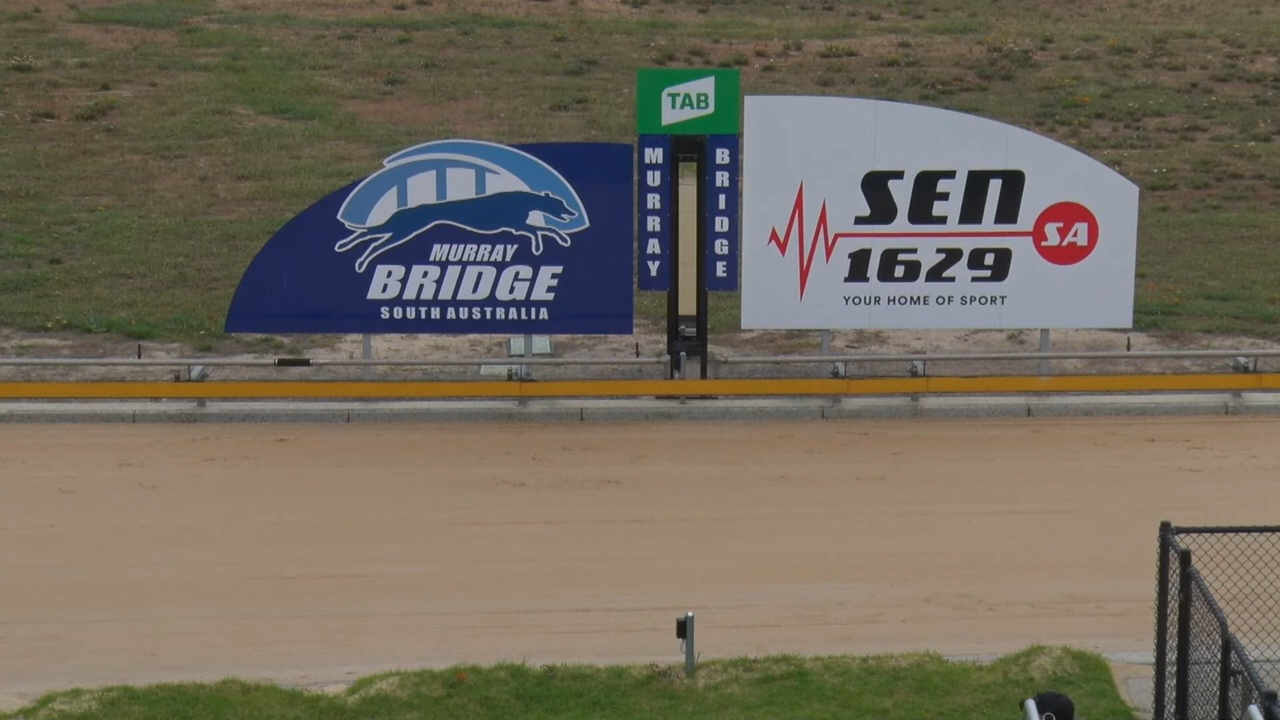 TAB
MURRAY
BRIDGE
MURRAY
BRIDGE
SOUTH AUSTRALIA
SEN
SA
1629
YOUR HOME OF SPORT